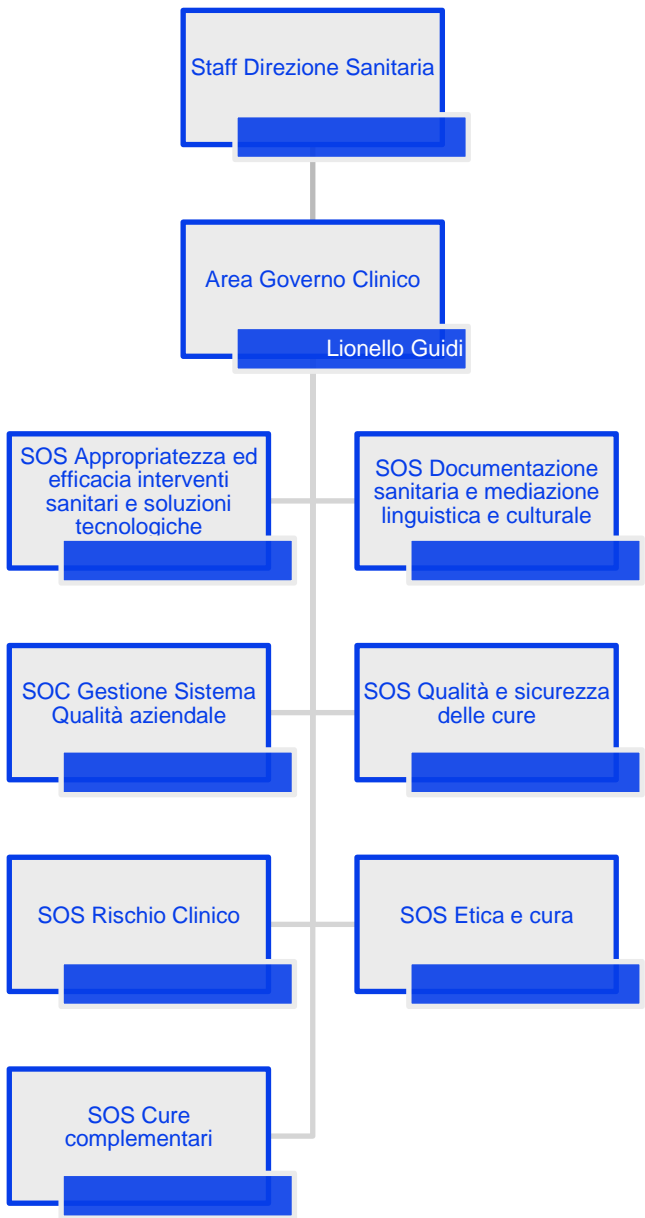 Staff Direzione Sanitaria
Area Governo Clinico
Lionello Guidi
SOS Appropriatezza ed
efficacia interventi
sanitari e soluzioni
tecnologiche
SOS Documentazione
sanitaria e mediazione
linguistica e culturale
SOC Gestione Sistema
Qualità aziendale
SOS Qualità e sicurezza
delle cure
SOS Rischio Clinico
SOS Etica e cura
SOS Cure
complementari